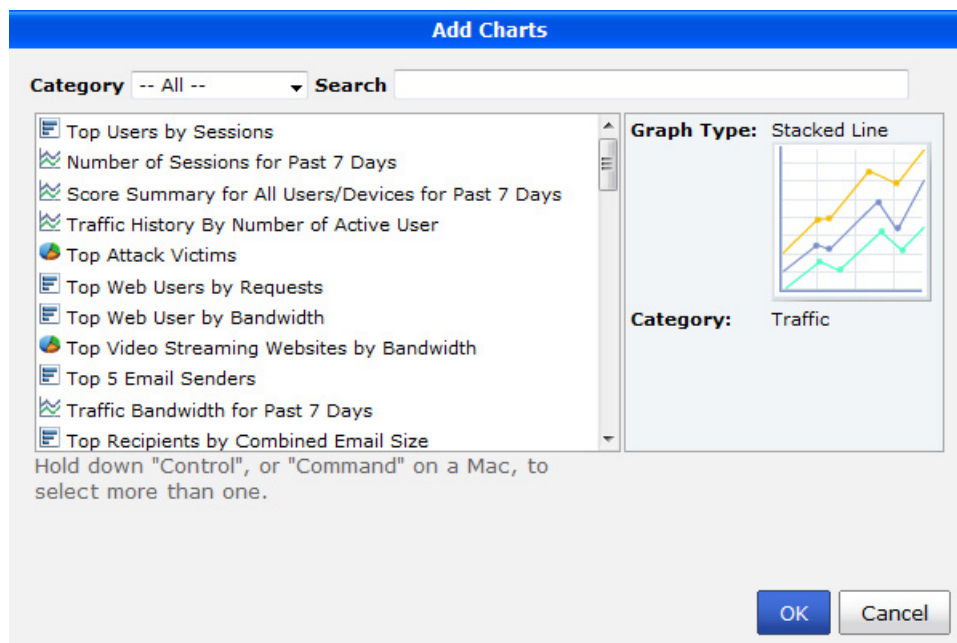 Add Charts
Category -- All -- Search
Top Users by Sessions
Number of Sessions for Past 7 Days
Score Summary for All Users/Devices for Past 7 Days
Traffic History By Number of Active User
Top Attack Victims
Top Web Users by Requests
Top Web User by Bandwidth
Top Video Streaming Websites by Bandwidth
Top 5 Email Senders
Traffic Bandwidth for Past 7 Days
Top Recipients by Combined Email Size
Graph Type: Stacked Line
Category: Traffic
Hold down "Control", or "Command" on a Mac, to
select more than one.
OK Cancel